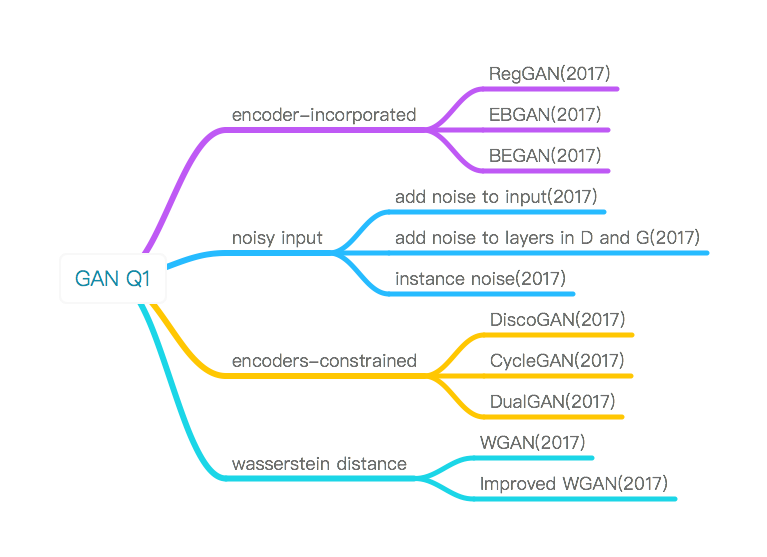 RegGAN(2017)
encoder-incorporated
EBGAN(2017)
BEGAN(2017)
add noise to input(2017)
noisy input
add noise to layers in D and G(2017)
instance noise(2017)
GAN Q1
DiscoGAN(2017)
encoders-constrained
CycleGAN(2017)
DualGAN(2017)
WGAN(2017)
wasserstein distance
Improved WGAN(2017)